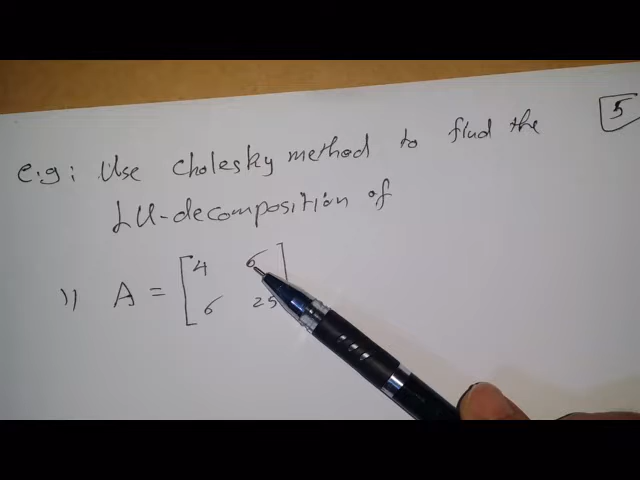 5
e.g: Use Cholesky method to find the
LU-decomposition of
1) A = [4 6
6 25]